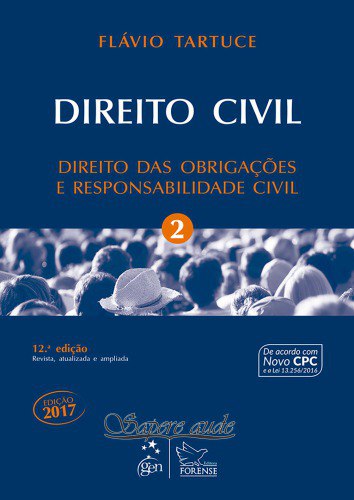 FLÁVIO TARTUCE
DIREITO CIVIL
DIREITO DAS OBRIGAÇÕES
E RESPONSABILIDADE CIVIL
2
12.ª edição
Revista, atualizada e ampliada
De acordo com
Novo CPC
e a Lei 13.256/2016
EDIÇÃO
2017
Sapere aude
gen
Editora
FORENSE